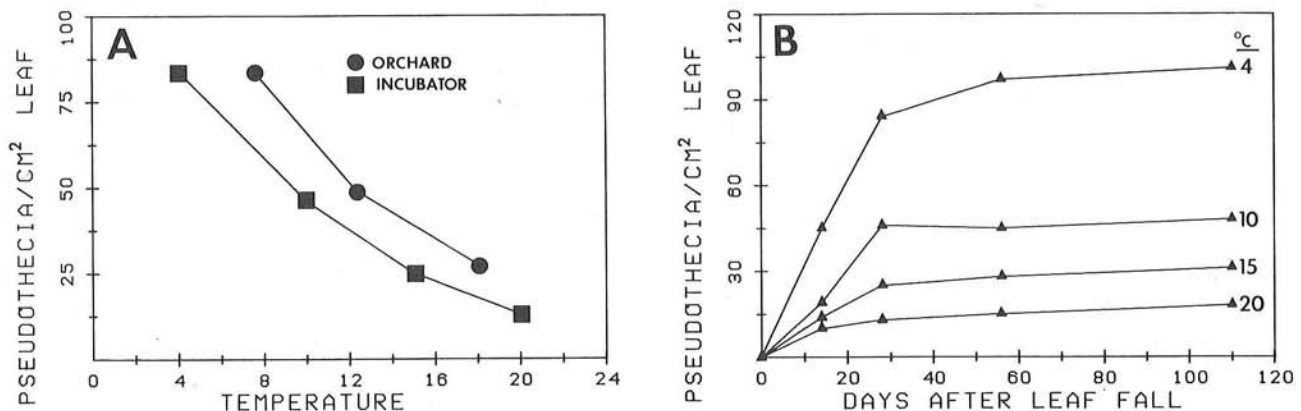 A
PSEUDOTHECIA/CM² LEAF
100
75
50
25
ORCHARD
INCUBATOR
0 4 8 12 16 20 24
TEMPERATURE
B
PSEUDOTHECIA/CM² LEAF
120
90
60
30
°C
4
10
15
20
0 20 40 60 80 100 120
DAYS AFTER LEAF FALL